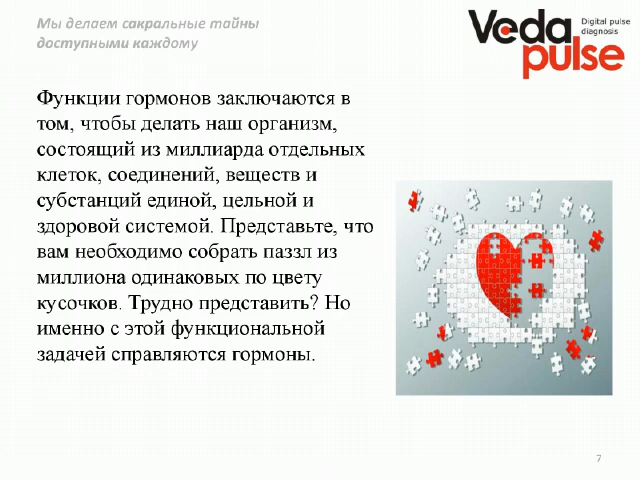 Мы делаем сакральные тайны
доступными каждому
Veda pulse
Digital pulse
diagnosis
Функции гормонов заключаются в
том, чтобы делать наш организм,
состоящий из миллиарда отдельных
клеток, соединений, веществ и
субстанций единой, цельной и
здоровой системой. Представьте, что
вам необходимо собрать паззл из
миллиона одинаковых по цвету
кусочков. Трудно представить? Но
именно с этой функциональной
задачей справляются гормоны.
7